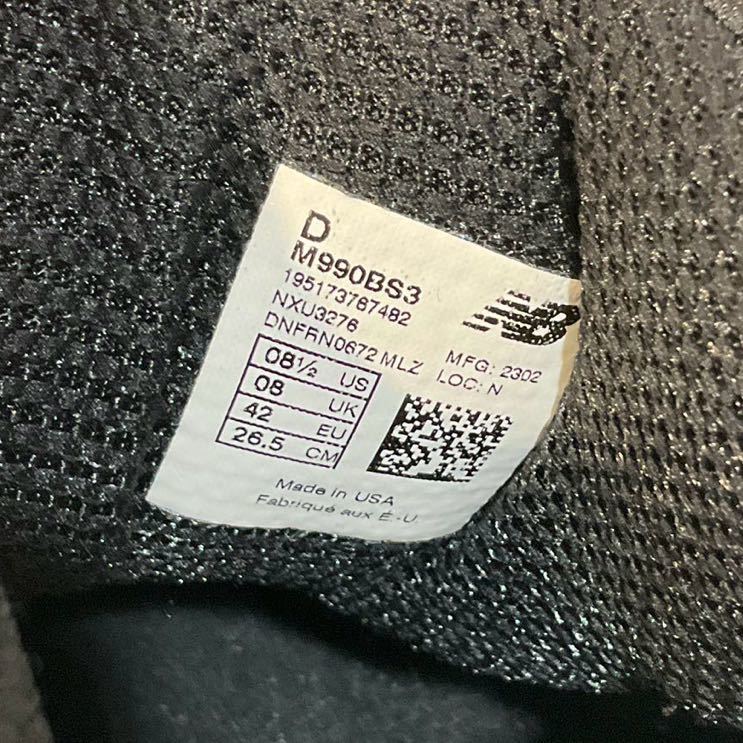 D
M990BS3
195173767482
NXU3276
DNFRN0672 MLZ
NB
MFG: 2302
LOC: N
08½ US
08 UK
42 EU
26.5 CM
Made in USA
Fabriqué aux É.-U.